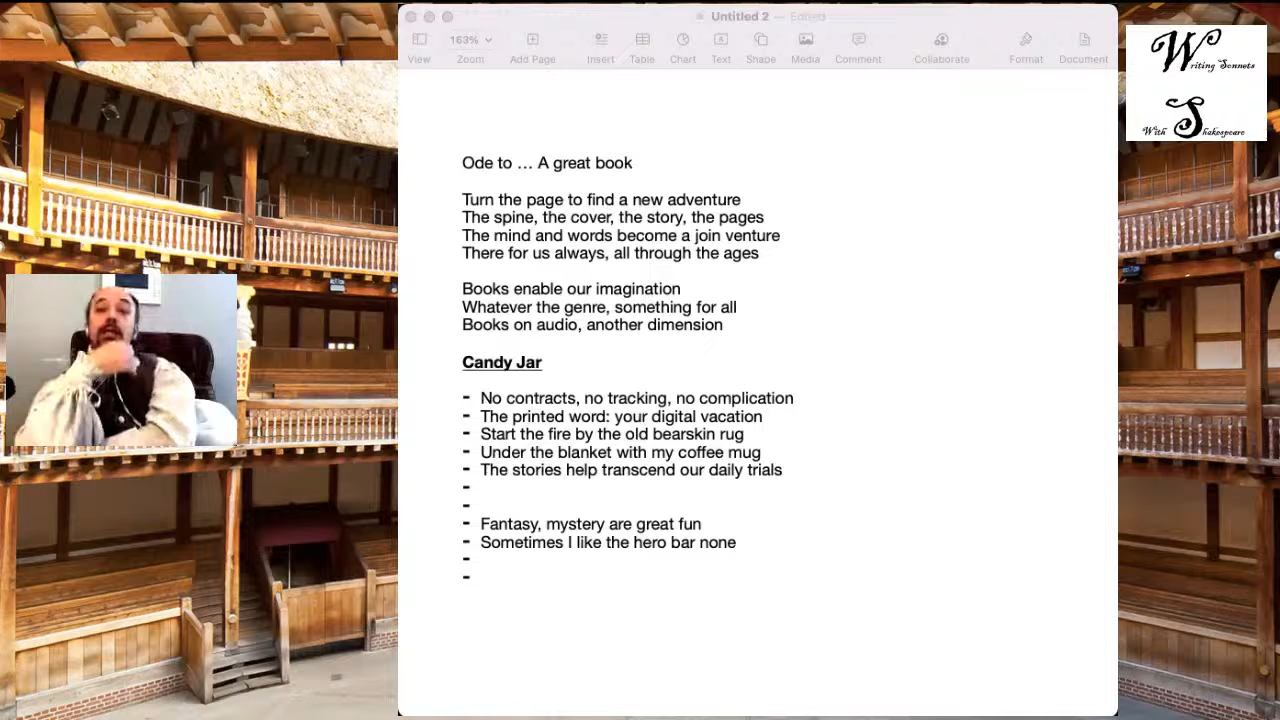 Untitled 2 — Edited
163%
View
Zoom
Add Page
Insert
Table
Chart
Text
Shape
Media
Comment
Collaborate
Format
Document
Writing Sonnets
With Shakespeare
Ode to … A great book
Turn the page to find a new adventure
The spine, the cover, the story, the pages
The mind and words become a join venture
There for us always, all through the ages
Books enable our imagination
Whatever the genre, something for all
Books on audio, another dimension
Candy Jar
- No contracts, no tracking, no complication
- The printed word: your digital vacation
- Start the fire by the old bearskin rug
- Under the blanket with my coffee mug
- The stories help transcend our daily trials
-
-
- Fantasy, mystery are great fun
- Sometimes I like the hero bar none
-
-